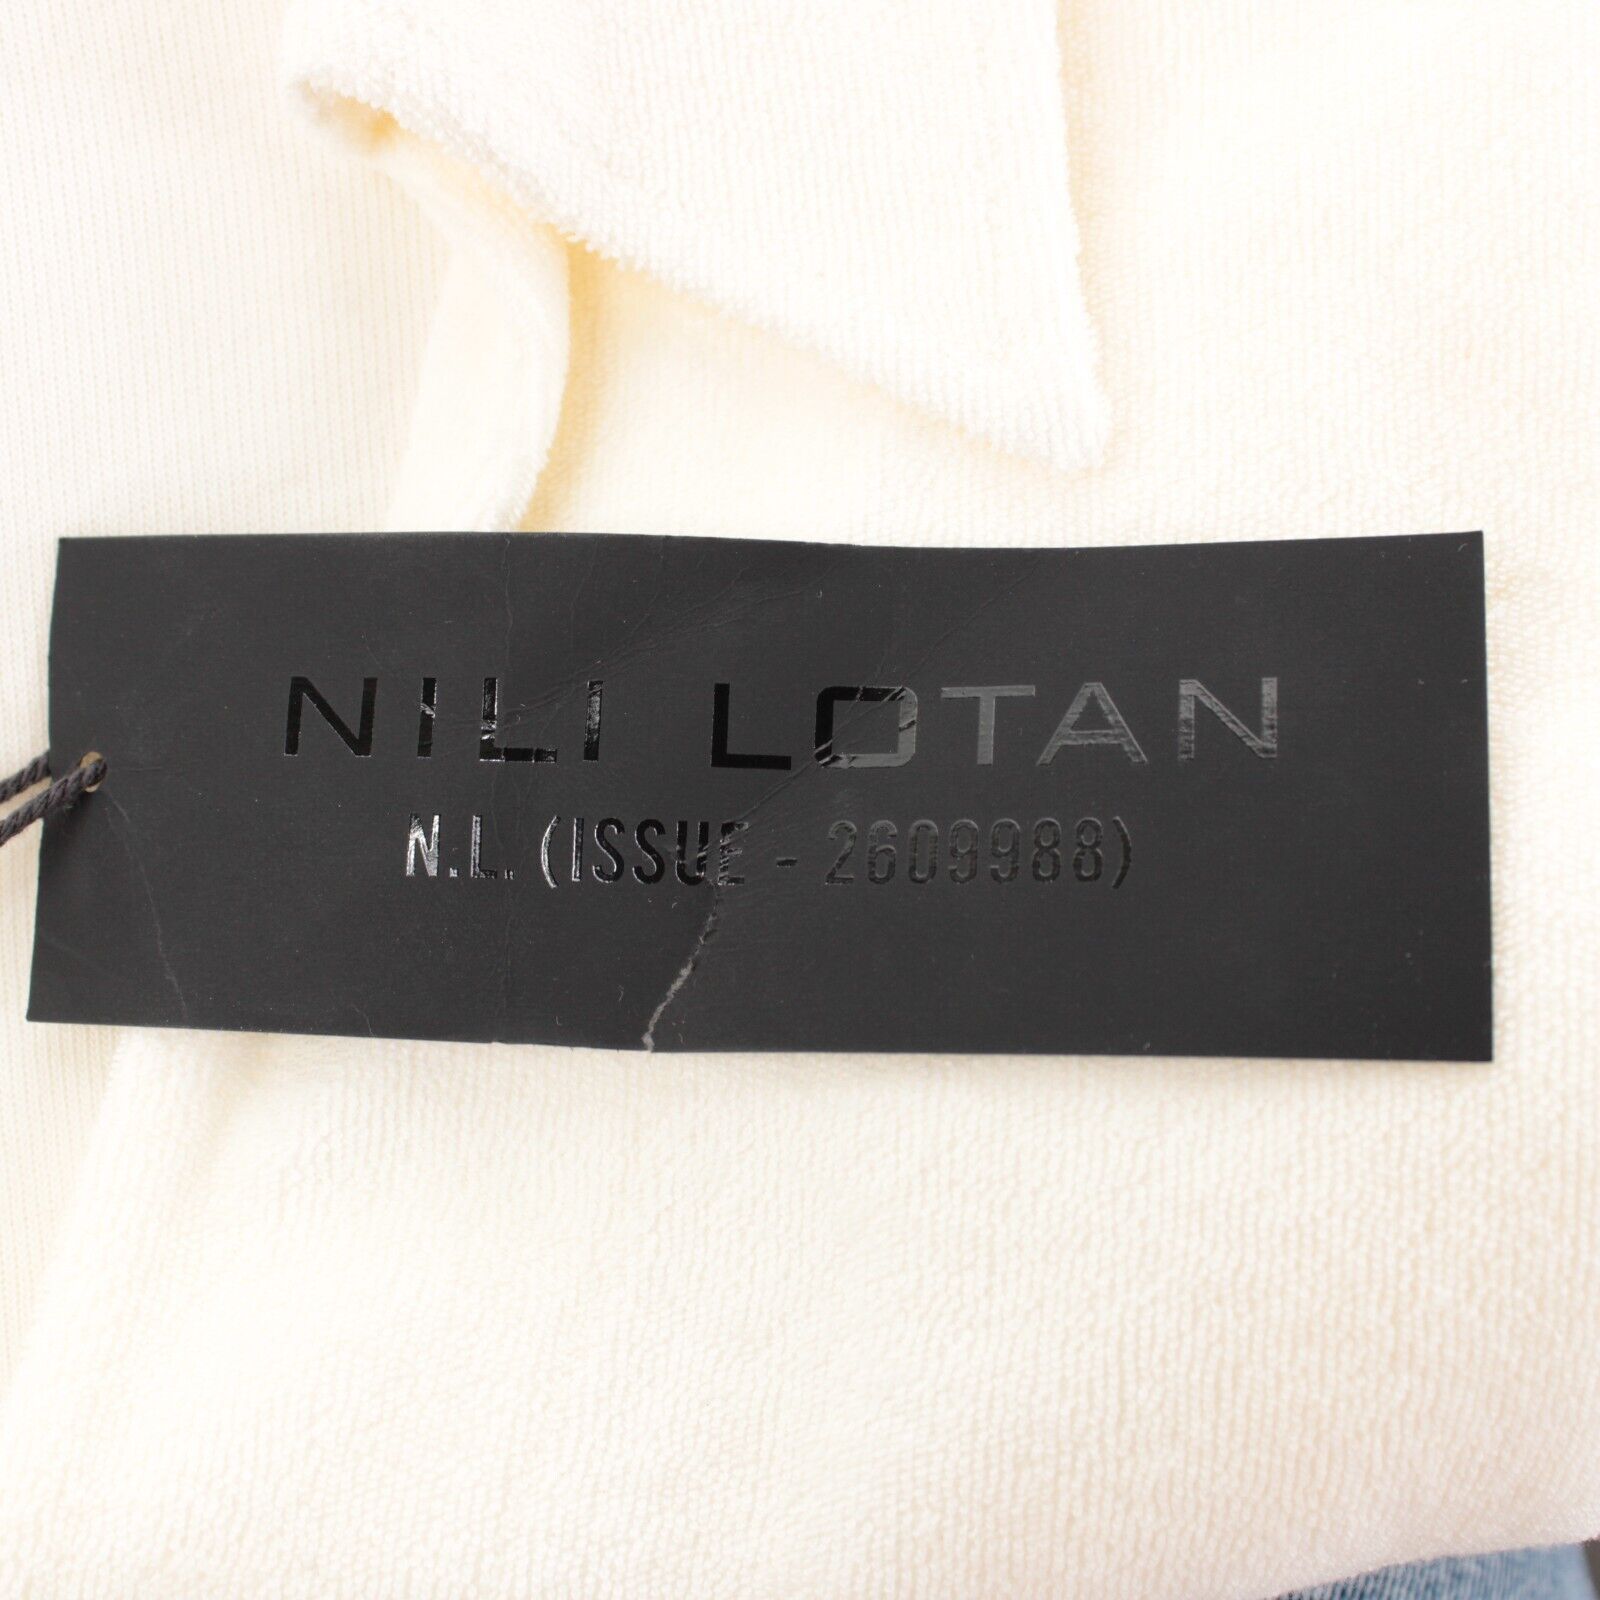 NILI LOTAN
N.L. (ISSUE - 2609988)